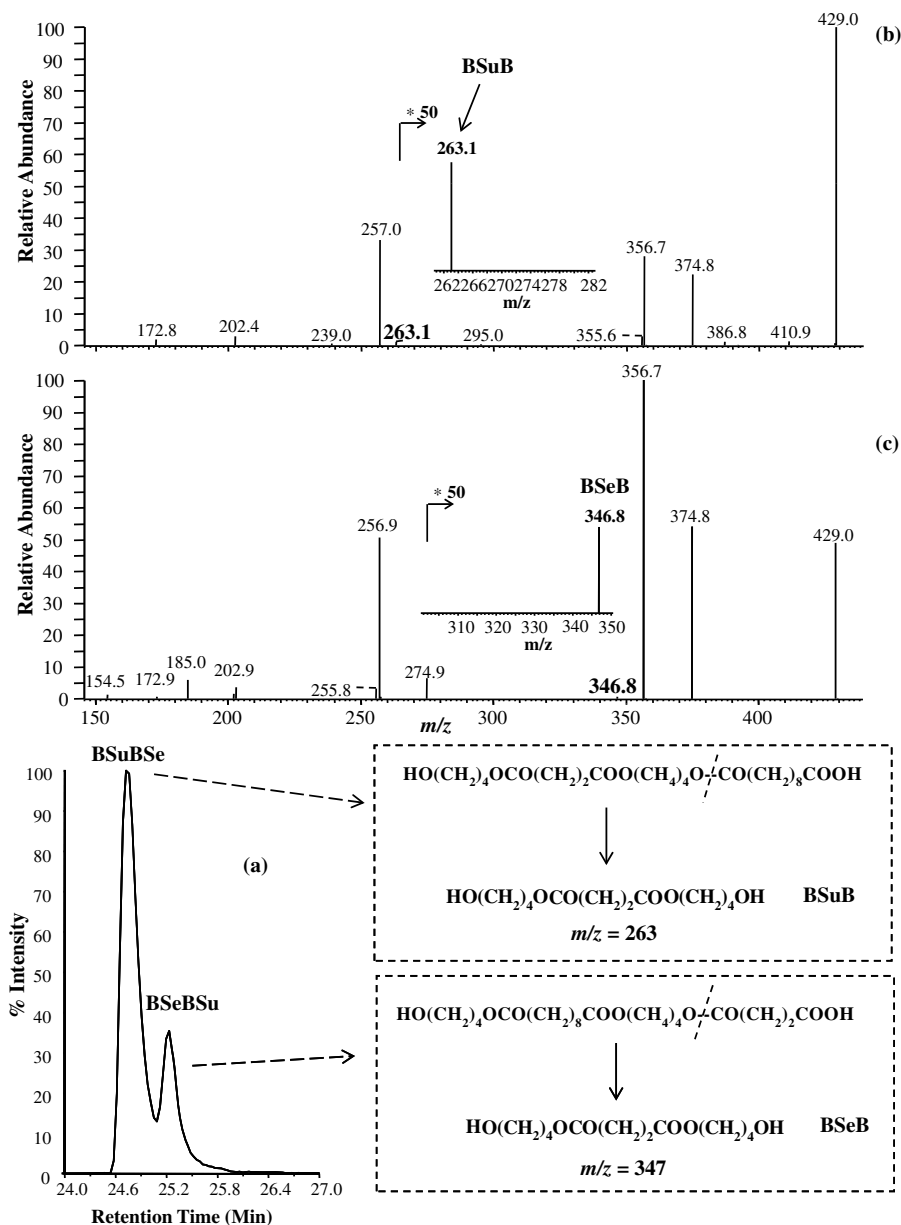 100
90
80
70
60
50
40
30
20
10
0
Relative Abundance
429.0
(b)
BSuB
* 50
263.1
257.0
262266270274278 282
m/z
356.7
374.8
172.8
202.4
239.0
263.1
295.0
355.6
386.8
410.9
100
90
80
70
60
50
40
30
20
10
0
Relative Abundance
356.7
(c)
* 50
BSeB
346.8
256.9
374.8
429.0
310 320 330 340 350
m/z
154.5
172.9
185.0
202.9
255.8
274.9
346.8
150 200 250 300 350 400
m/z
BSuBSe
100
90
80
70
60
50
40
30
20
10
0
% Intensity
(a)
BSeBSu
24.0 24.6 25.2 25.8 26.4 27.0
Retention Time (Min)
HO(CH₂)₄OCO(CH₂)₂COO(CH₄)₄O-CO(CH₂)₈COOH
HO(CH₂)₄OCO(CH₂)₂COO(CH₂)₄OH BSuB
m/z = 263
HO(CH₂)₄OCO(CH₂)₈COO(CH₄)₄O-CO(CH₂)₂COOH
HO(CH₂)₄OCO(CH₂)₂COO(CH₂)₄OH BSeB
m/z = 347